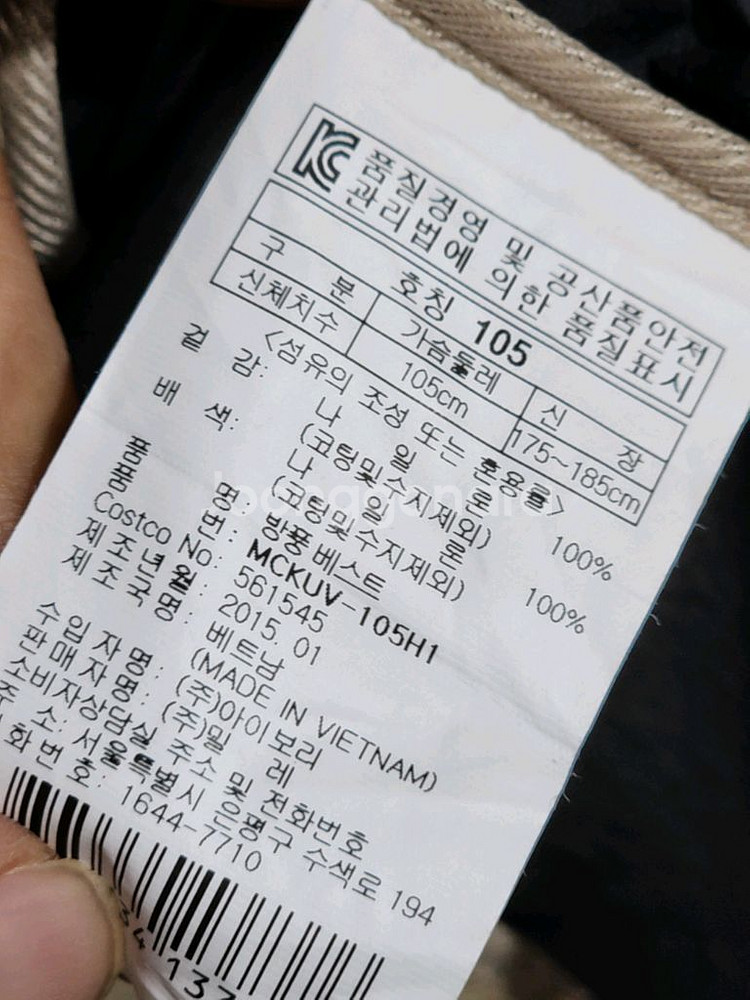 품질경영 및 공산품안전
관리법에 의한 품질표시
호칭 105
구 분 가슴둘레 신 장
신체치수 105cm 175~185cm
<섬유의 조성 또는 혼용률>
겉 감: 나 일 론 100%
(코팅및수지제외)
배 색: 나 일 론 100%
(코팅및수지제외)
품 명: 방풍베스트
품 번: MCKUV-105H1
Costco No: 561545
제조년월: 2015. 01
제조국명: 베트남
(MADE IN VIETNAM)
수입자명: (주)아이보리
판매자명: (주)밀 레
소비자상담실 주소 및 전화번호
주 소: 서울특별시 은평구 수색로 194
화번호: 1644-7710
34137